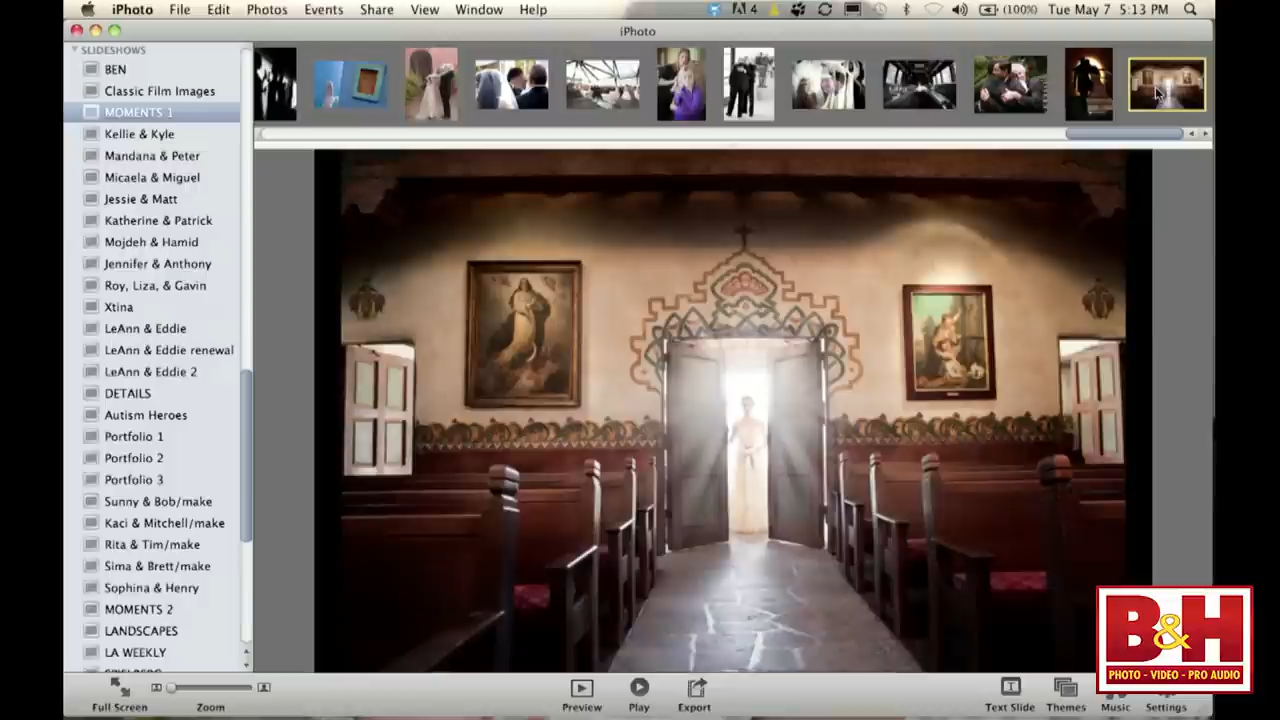 iPhoto File Edit Photos Events Share View Window Help 4 (100%) Tue May 7 5:13 PM
iPhoto
SLIDESHOWS
BEN
Classic Film Images
MOMENTS 1
Kellie & Kyle
Mandana & Peter
Micaela & Miguel
Jessie & Matt
Katherine & Patrick
Mojdeh & Hamid
Jennifer & Anthony
Roy, Liza, & Gavin
Xtina
LeAnn & Eddie
LeAnn & Eddie renewal
LeAnn & Eddie 2
DETAILS
Autism Heroes
Portfolio 1
Portfolio 2
Portfolio 3
Sunny & Bob/make
Kaci & Mitchell/make
Rita & Tim/make
Sima & Brett/make
Sophina & Henry
MOMENTS 2
LANDSCAPES
LA WEEKLY
B&H
PHOTO - VIDEO - PRO AUDIO
Full Screen Zoom Preview Play Export Text Slide Themes Music Settings